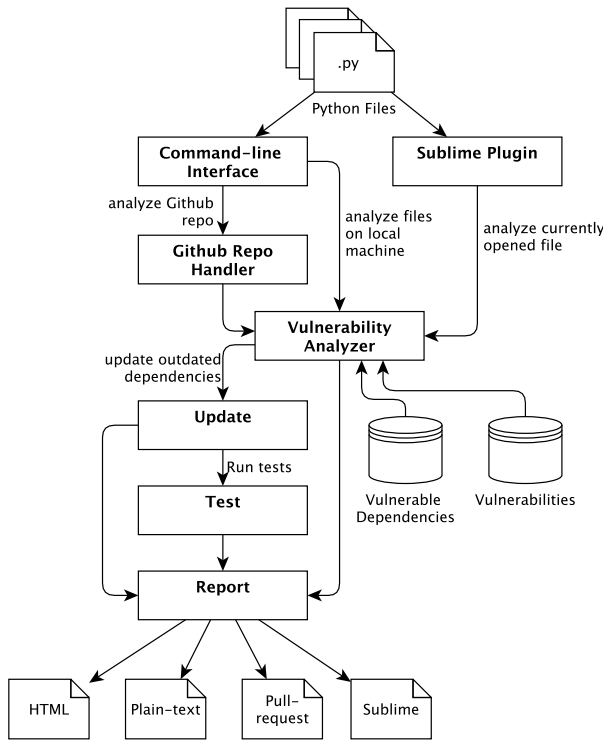 .py
Python Files
Command-line
Interface
Sublime Plugin
analyze Github
repo
analyze files
on local
machine
analyze currently
opened file
Github Repo
Handler
Vulnerability
Analyzer
update outdated
dependencies
Update
Run tests
Vulnerable
Dependencies
Vulnerabilities
Test
Report
HTML
Plain-text
Pull-
request
Sublime